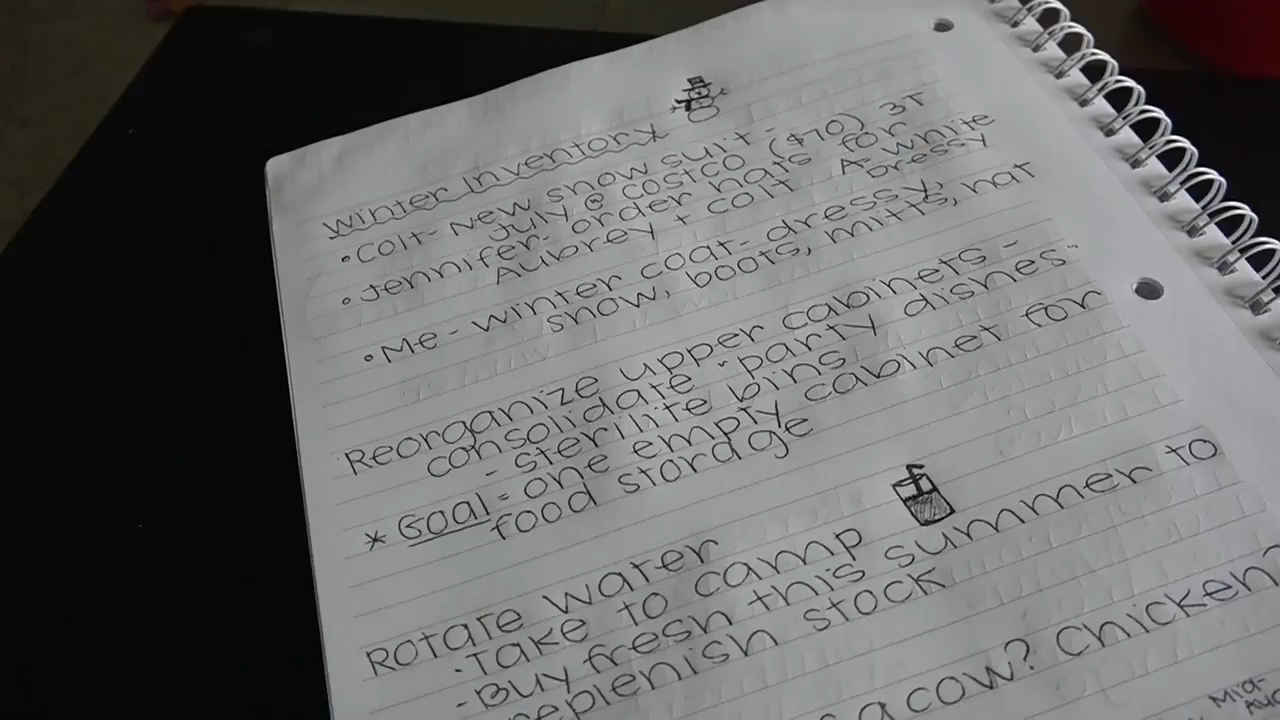 Winter Inventory
• Colt - New snow suit -
July @ Costco ($70) 3T
• Jennifer - order hats for
Aubrey + Colt A-white
Dressy
• Me - winter coat - dressy,
snow, boots, mitts, hat
Reorganize upper cabinets -
consolidate "party dishes"
- sterilite bins
* Goal = one empty cabinet for
food storage
Rotate water
- Take to camp
- Buy fresh this summer to
replenish stock
a cow? Chicken?
Mid-